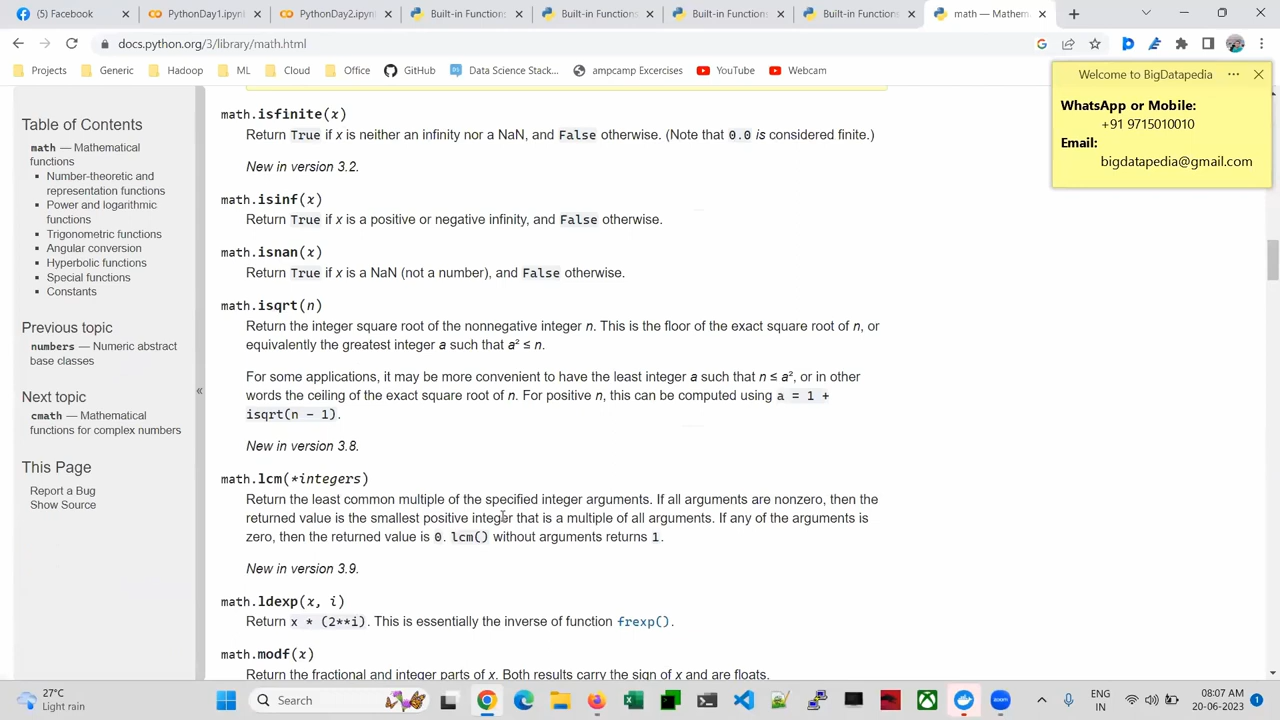 Facebook
PythonDay1.ipynb
PythonDay2.ipynb
Built-in Function
Built-in Function
Built-in Function
Built-in Function
math — Mathem
docs.python.org/3/library/math.html
Projects
Generic
Hadoop
ML
Cloud
Office
GitHub
Data Science Stack...
ampcamp Excercises
YouTube
Webcam
Welcome to BigDatapedia
WhatsApp or Mobile:
+91 9715010010
Email:
bigdatapedia@gmail.com
Table of Contents
math — Mathematical
functions
Number-theoretic and
representation functions
Power and logarithmic
functions
Trigonometric functions
Angular conversion
Hyperbolic functions
Special functions
Constants
Previous topic
numbers — Numeric abstract
base classes
Next topic
cmath — Mathematical
functions for complex numbers
This Page
Report a Bug
Show Source
«
math.isfinite(x)
Return True if x is neither an infinity nor a NaN, and False otherwise. (Note that 0.0 is considered finite.)
New in version 3.2.
math.isinf(x)
Return True if x is a positive or negative infinity, and False otherwise.
math.isnan(x)
Return True if x is a NaN (not a number), and False otherwise.
math.isqrt(n)
Return the integer square root of the nonnegative integer n. This is the floor of the exact square root of n, or
equivalently the greatest integer a such that a² ≤ n.
For some applications, it may be more convenient to have the least integer a such that n ≤ a², or in other
words the ceiling of the exact square root of n. For positive n, this can be computed using a = 1 +
isqrt(n - 1).
New in version 3.8.
math.lcm(*integers)
Return the least common multiple of the specified integer arguments. If all arguments are nonzero, then the
returned value is the smallest positive integer that is a multiple of all arguments. If any of the arguments is
zero, then the returned value is 0. lcm() without arguments returns 1.
New in version 3.9.
math.ldexp(x, i)
Return x * (2**i). This is essentially the inverse of function frexp().
math.modf(x)
Return the fractional and integer parts of x. Both results carry the sign of x and are floats.
27°C
Light rain
Search
ENG
IN
08:07 AM
20-06-2023
1